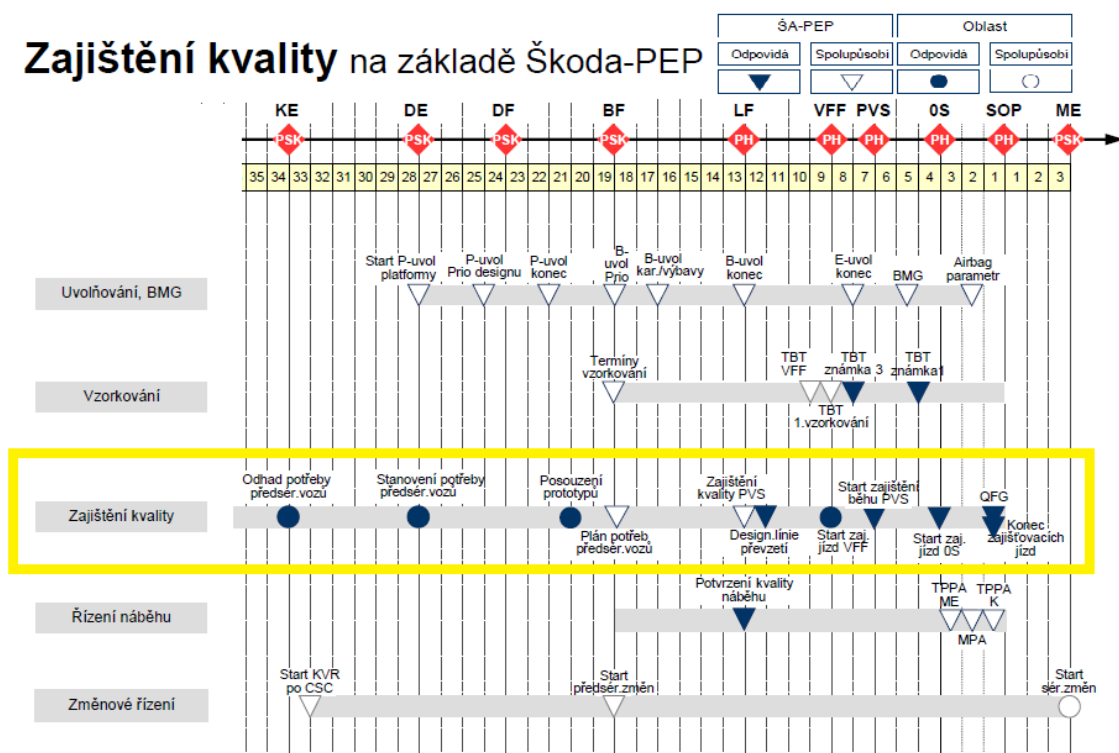 Zajištění kvality na základě Škoda-PEP
ŠA-PEP
Oblast
Odpovídá
Spolupůsobí
Odpovídá
Spolupůsobí
KE
DE
DF
BF
LF
VFF
PVS
0S
SOP
ME
PSK
PSK
PSK
PSK
PH
PH
PH
PH
PH
PSK
35 34 33 32 31 30 29 28 27 26 25 24 23 22 21 20 19 18 17 16 15 14 13 12 11 10 9 8 7 6 5 4 3 2 1 1 2 3
Uvolňování, BMG
Start P-uvol
platformy
P-uvol
Prio designu
P-uvol
konec
B-
uvol
Prio
B-uvol
kar./výbavy
B-uvol
konec
E-uvol
konec
BMG
Airbag
parametr
Vzorkování
Termíny
vzorkování
TBT
VFF
TBT
1.vzorkování
TBT
známka 3
TBT
známka1
Zajištění kvality
Odhad potřeby
předsér.vozů
Stanovení potřeby
předsér.vozů
Posouzení
prototypů
Plán potřeb
předsér.vozů
Zajištění
kvality PVS
Design.línie
převzetí
Start zaj.
jízd VFF
Start zajištění
běhu PVS
Start zaj.
jízd 0S
QFG
Konec
zajišťovacích
jízd
Řízení náběhu
Potvrzení kvality
náběhu
TPPA
ME
MPA
TPPA
K
Změnové řízení
Start KVR
po CSC
Start
předsér.změn
Start
sér.změn